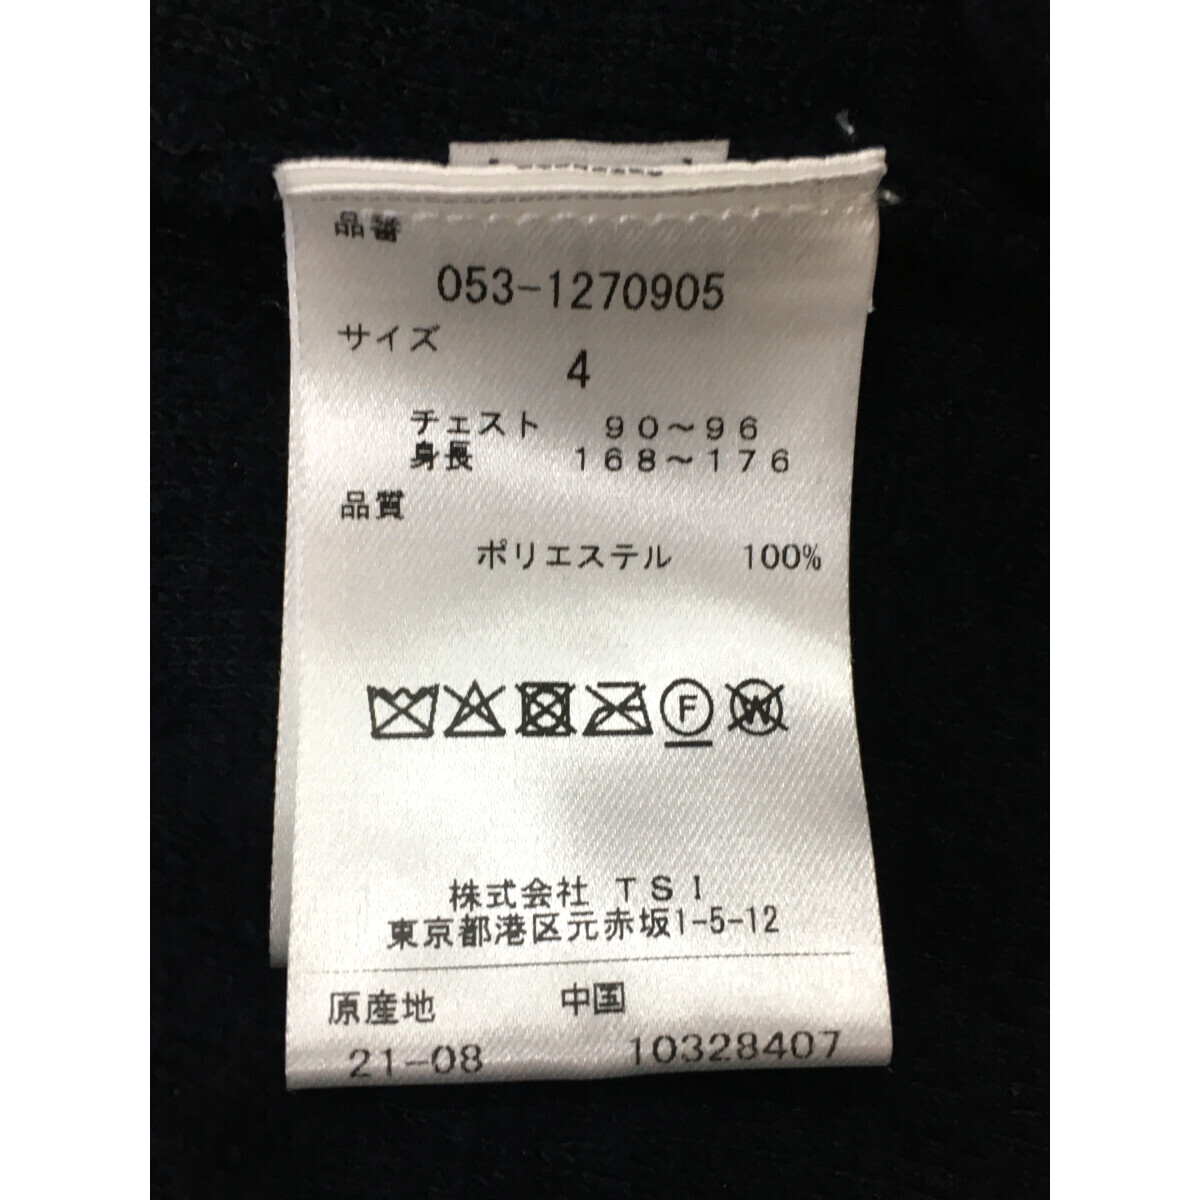 品番
053-1270905
サイズ
4
チェスト 90～96
身長 168～176
品質
ポリエステル 100%
F W
株式会社 TSI
東京都港区元赤坂1-5-12
原産地 中国
21-08 10328407